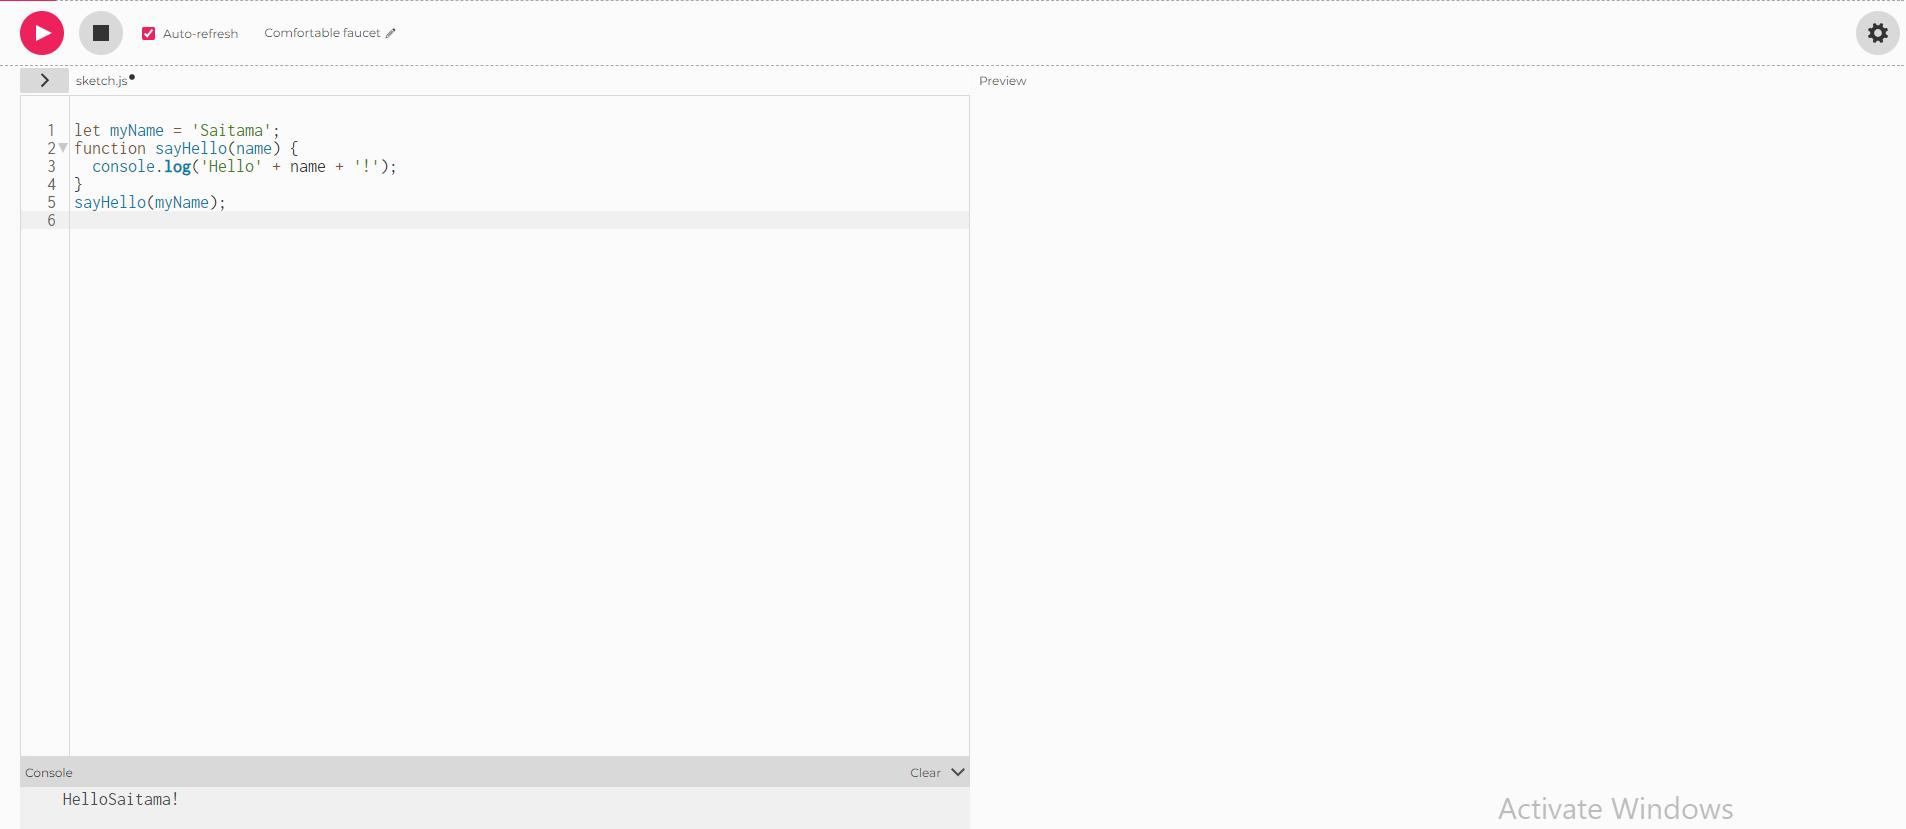 Auto-refresh Comfortable faucet
sketch.js Preview
1 let myName = 'Saitama';
2 function sayHello(name) {
3   console.log('Hello' + name + '!');
4 }
5 sayHello(myName);
6
Console Clear
HelloSaitama!
Activate Windows